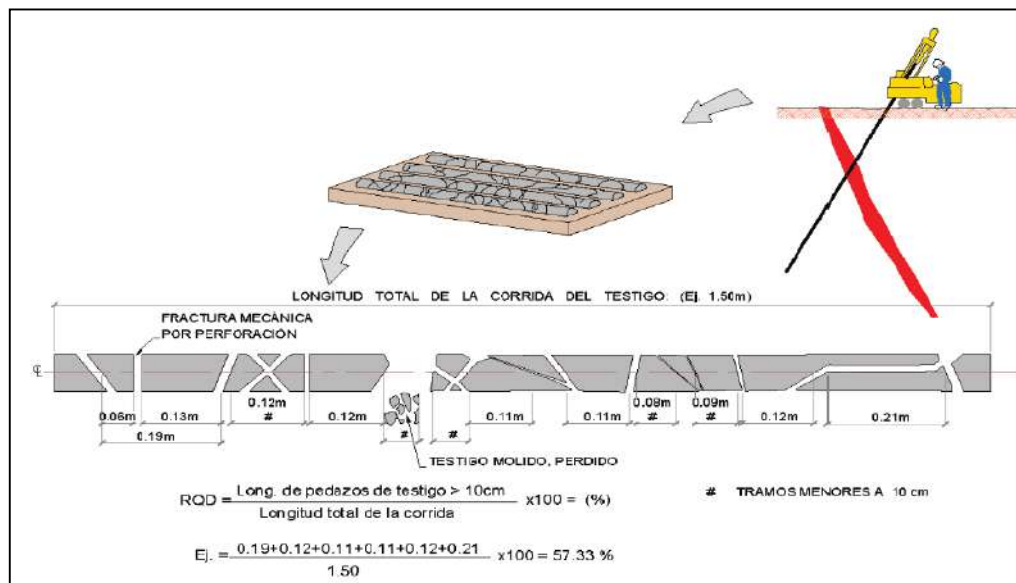 LONGITUD TOTAL DE LA CORRIDA DEL TESTIGO: (Ej. 1.50m)
FRACTURA MECÁNICA
POR PERFORACIÓN
℄
0.12m
0.08m
0.09m
0.06m
0.13m
#
0.12m
0.11m
0.11m
#
#
0.12m
0.21m
0.19m
#
#
TESTIGO MOLIDO, PERDIDO
RQD = Long. de pedazos de testigo > 10cm x100 = (%)
Longitud total de la corrida
# TRAMOS MENORES A 10 cm
Ej. = 0.19+0.12+0.11+0.11+0.12+0.21 x100 = 57.33 %
1.50